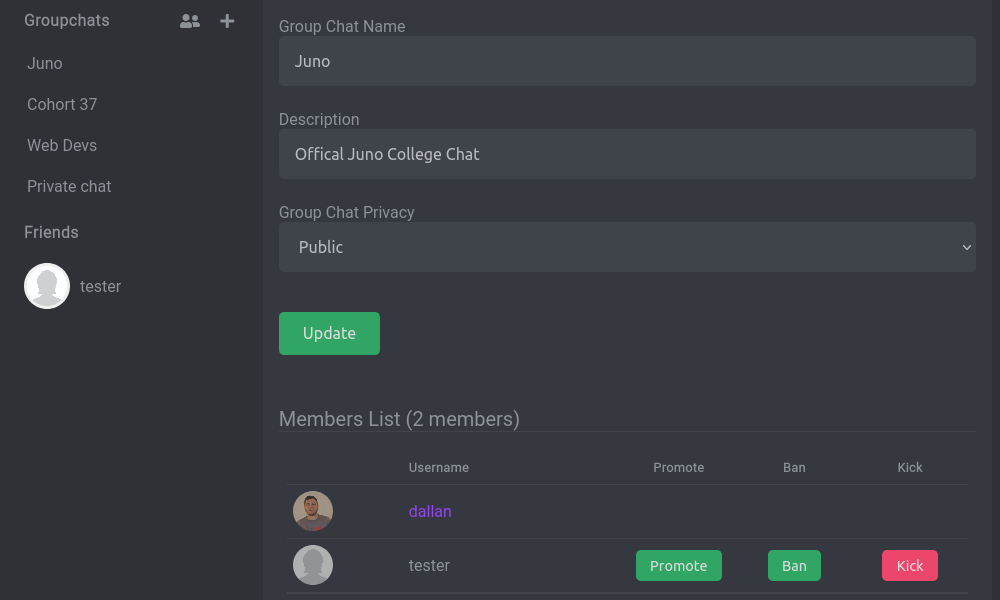 Groupchats
Juno
Cohort 37
Web Devs
Private chat
Friends
tester
Group Chat Name
Juno
Description
Offical Juno College Chat
Group Chat Privacy
Public
Update
Members List (2 members)
Username Promote Ban Kick
dallan
tester Promote Ban Kick